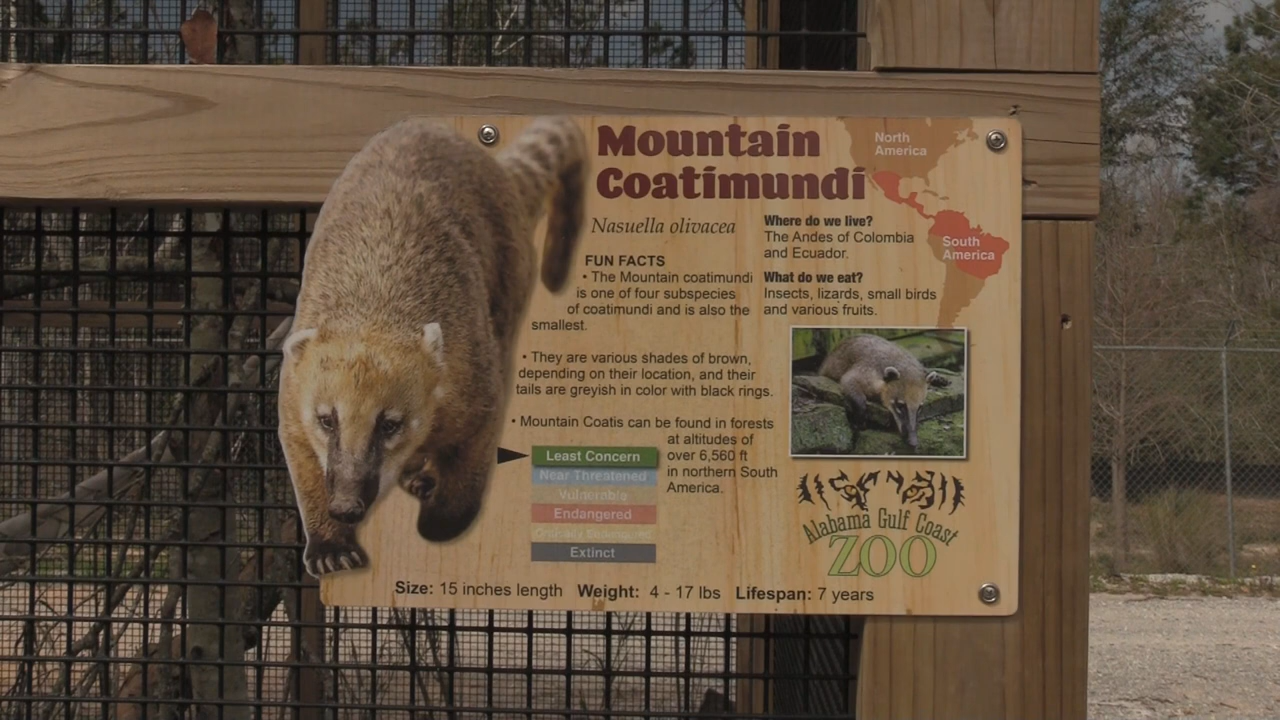 Mountain
Coatimundi
Nasuella olivacea
FUN FACTS
• The Mountain coatimundi
is one of four subspecies
of coatimundi and is also the
smallest.
• They are various shades of brown,
depending on their location, and their
tails are greyish in color with black rings.
• Mountain Coatis can be found in forests
at altitudes of
over 6,560 ft
in northern South
America.
Least Concern
Near Threatened
Vulnerable
Endangered
Critically Endangered
Extinct
Where do we live?
The Andes of Colombia
and Ecuador.
What do we eat?
Insects, lizards, small birds
and various fruits.
North
America
South
America
Alabama Gulf Coast
ZOO
Size: 15 inches length Weight: 4 - 17 lbs Lifespan: 7 years